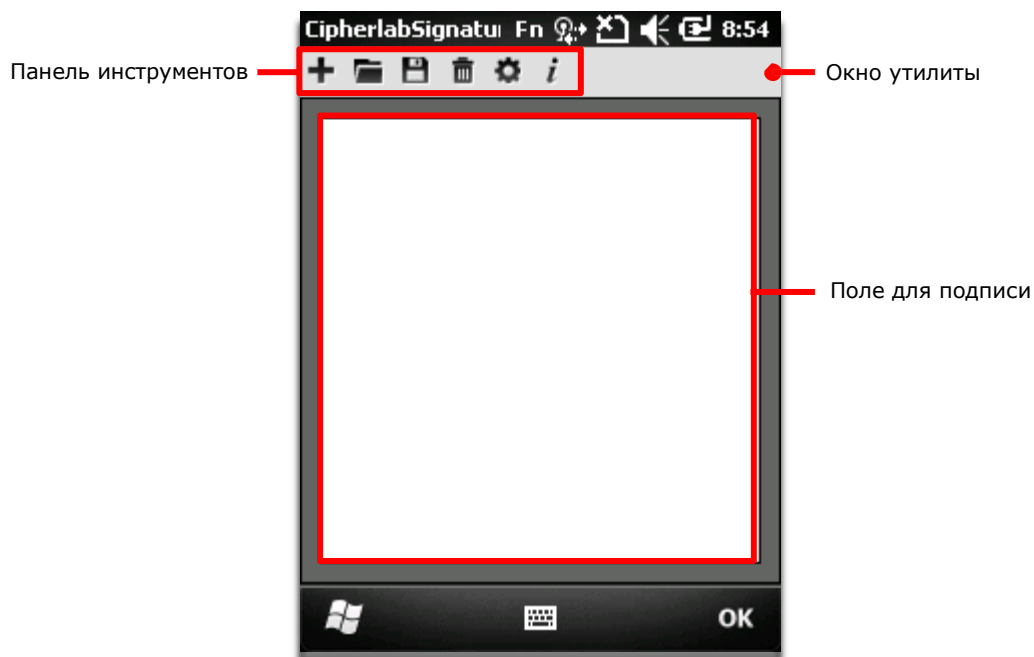 CipherlabSignatu Fn 8:54
Панель инструментов
i
Окно утилиты
Поле для подписи
OK